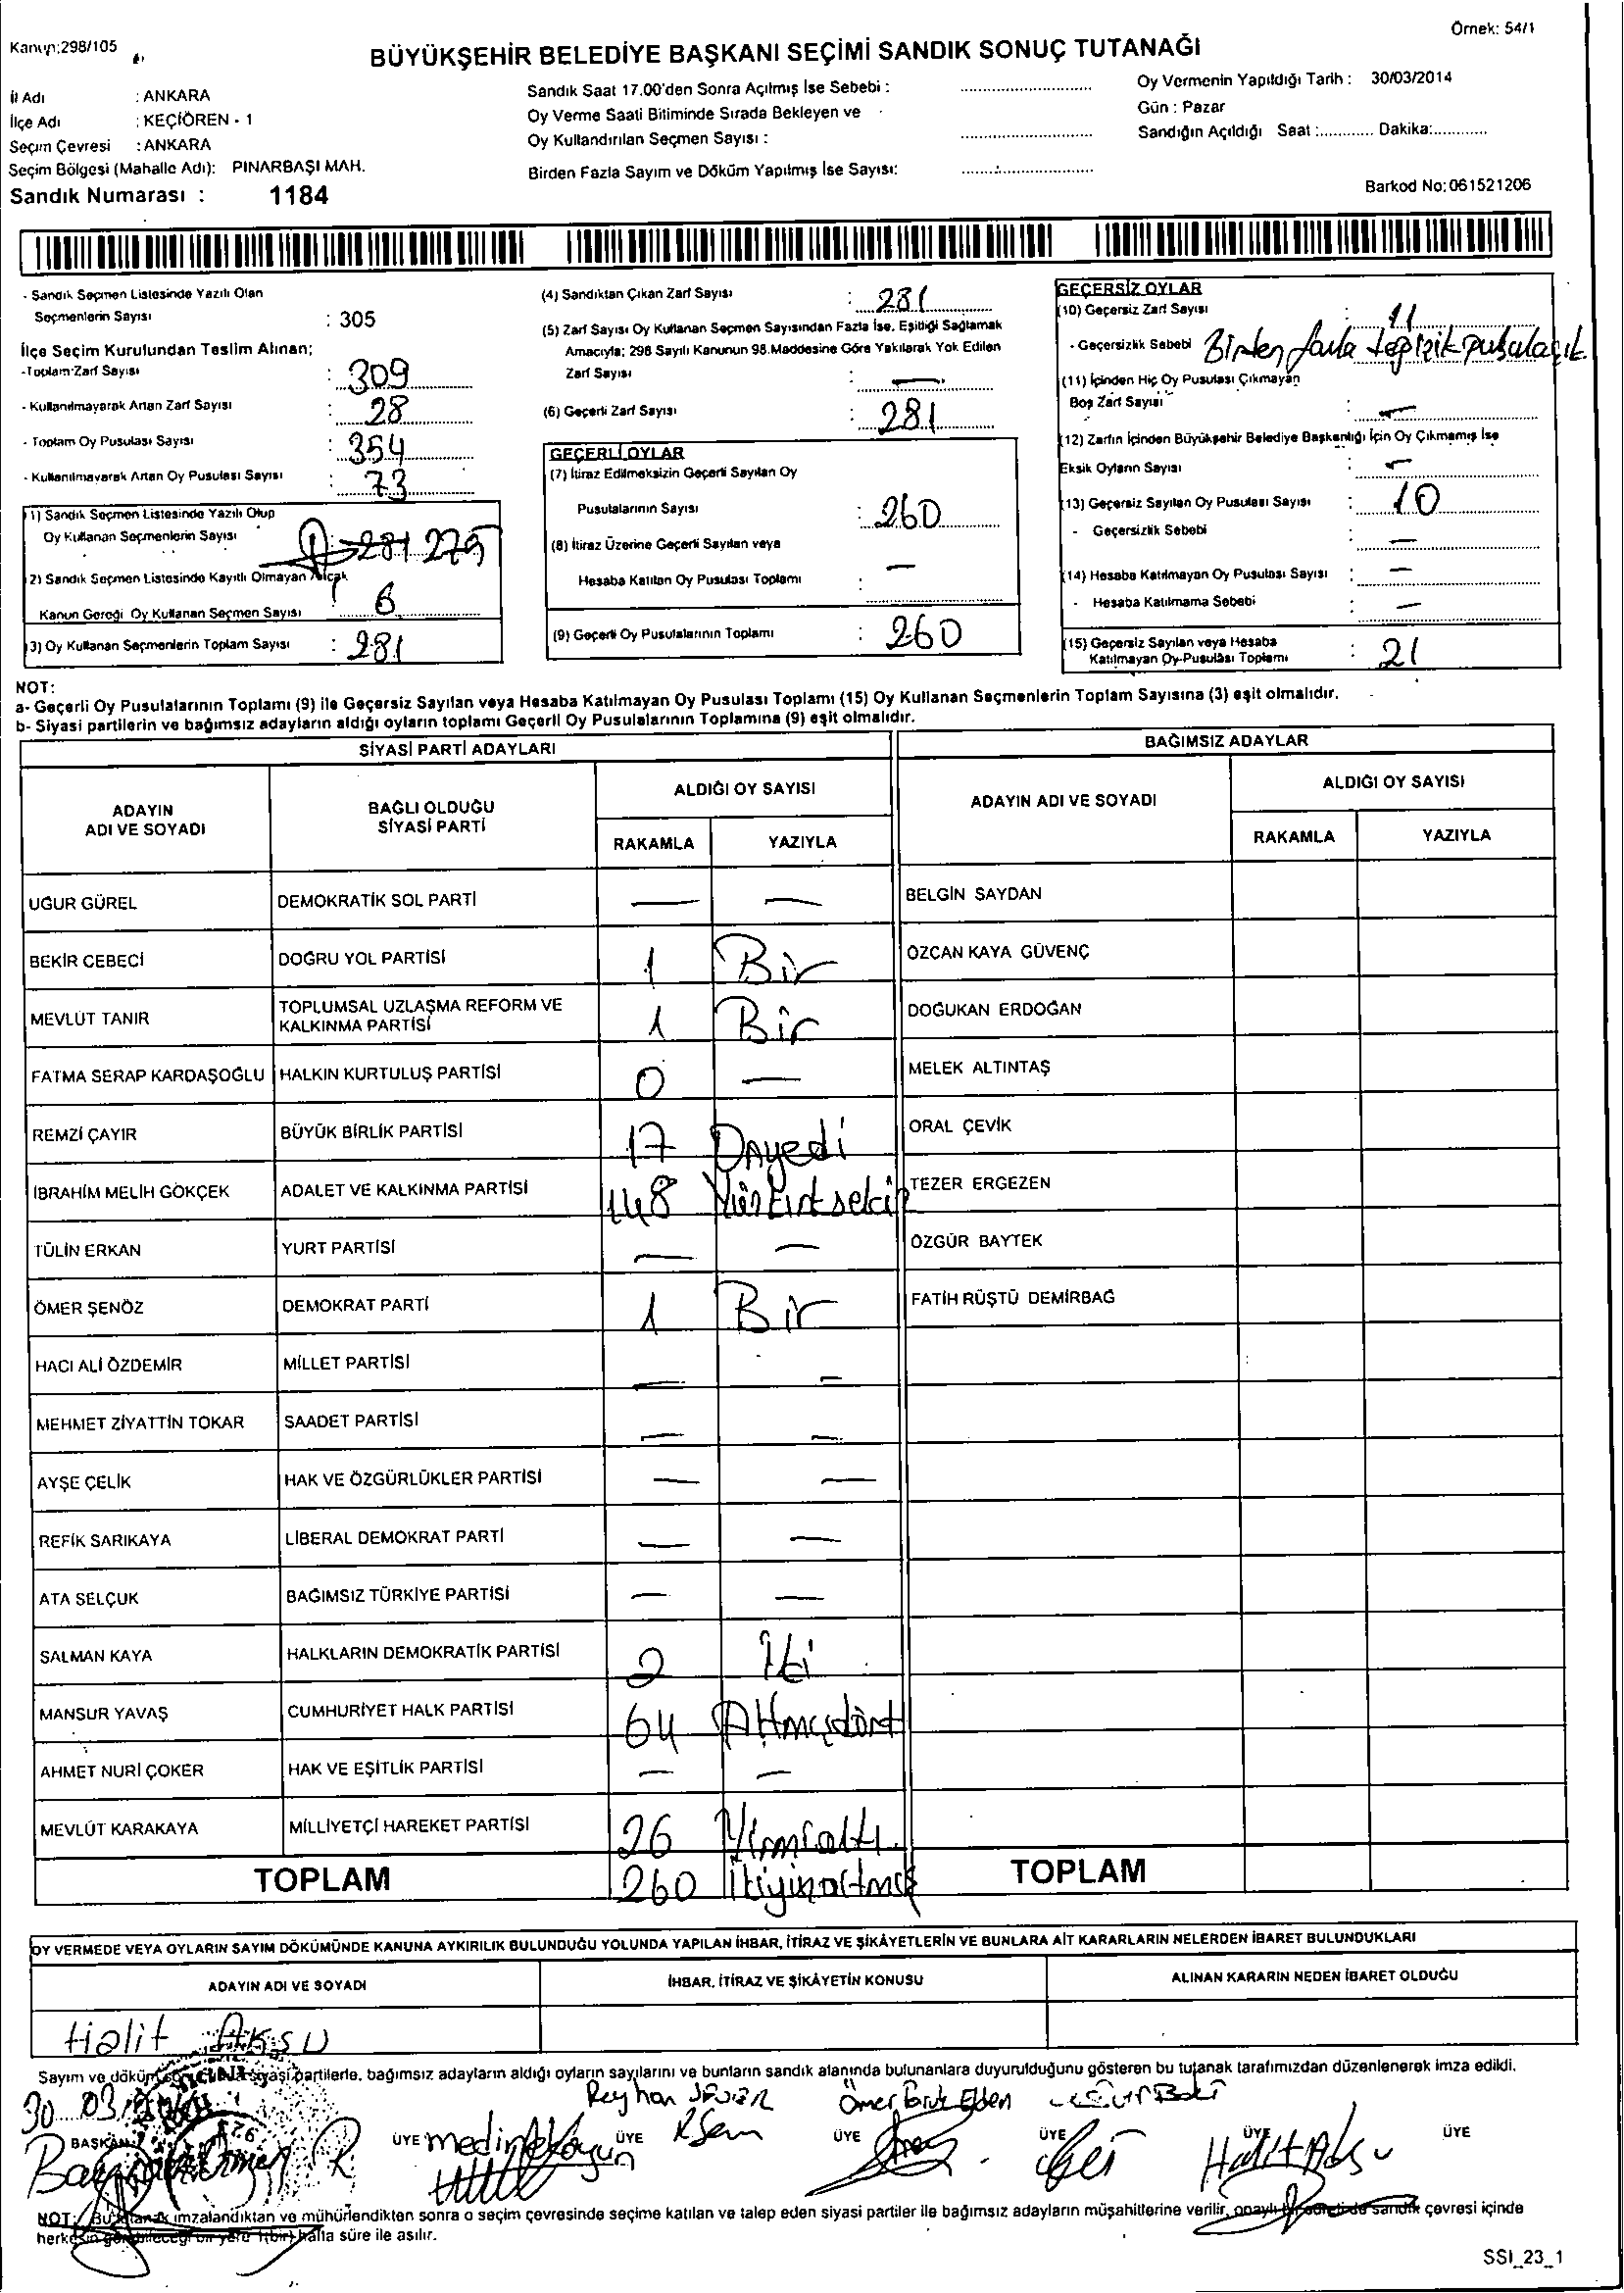 Kanun:298/105
Örnek: 54/1
BÜYÜKŞEHİR BELEDİYE BAŞKANI SEÇİMİ SANDIK SONUÇ TUTANAĞI
İl Adı : ANKARA
İlçe Adı : KEÇİÖREN - 1
Seçim Çevresi : ANKARA
Seçim Bölgesi (Mahalle Adı): PINARBAŞI MAH.
Sandık Numarası : 1184
Sandık Saat 17.00'den Sonra Açılmış İse Sebebi :
Oy Verme Saati Bitiminde Sırada Bekleyen ve
Oy Kullandırılan Seçmen Sayısı :
Birden Fazla Sayım ve Döküm Yapılmış İse Sayısı:
Oy Vermenin Yapıldığı Tarih : 30/03/2014
Gün : Pazar
Sandığın Açıldığı Saat :............ Dakika:............
Barkod No: 061521206
- Sandık Seçmen Listesinde Yazılı Olan
Seçmenlerin Sayısı : 305
İlçe Seçim Kurulundan Teslim Alınan;
-Toplam Zarf Sayısı : 309
- Kullanılmayarak Artan Zarf Sayısı : 28
- Toplam Oy Pusulası Sayısı : 354
- Kullanılmayarak Artan Oy Pusulası Sayısı : 73
(1) Sandık Seçmen Listesinde Yazılı Olup
Oy Kullanan Seçmenlerin Sayısı 281 275
(2) Sandık Seçmen Listesinde Kayıtlı Olmayan Ancak
Kanun Gereği Oy Kullanan Seçmen Sayısı : 6
(3) Oy Kullanan Seçmenlerin Toplam Sayısı : 281
(4) Sandıktan Çıkan Zarf Sayısı : 281
(5) Zarf Sayısı Oy Kullanan Seçmen Sayısından Fazla İse, Eşitliği Sağlamak
Amacıyla; 298 Sayılı Kanunun 98.Maddesine Göre Yakılarak Yok Edilen
Zarf Sayısı : —
(6) Geçerli Zarf Sayısı : 281
GEÇERLİ OYLAR
(7) İtiraz Edilmeksizin Geçerli Sayılan Oy
Pusulalarının Sayısı : 260
(8) İtiraz Üzerine Geçerli Sayılan veya
Hesaba Katılan Oy Pusulası Toplamı : —
(9) Geçerli Oy Pusulalarının Toplamı : 260
GEÇERSİZ OYLAR
(10) Geçersiz Zarf Sayısı : 11
- Geçersizlik Sebebi Birden fazla
(11) İçinden Hiç Oy Pusulası Çıkmayan
Boş Zarf Sayısı : —
(12) Zarfın İçinden Büyükşehir Belediye Başkanlığı İçin Oy Çıkmamış İse
Eksik Oyların Sayısı : —
(13) Geçersiz Sayılan Oy Pusulası Sayısı : 10
- Geçersizlik Sebebi : —
(14) Hesaba Katılmayan Oy Pusulası Sayısı : —
- Hesaba Katılmama Sebebi : —
(15) Geçersiz Sayılan veya Hesaba
Katılmayan Oy Pusulası Toplamı : 21
NOT:
a- Geçerli Oy Pusulalarının Toplamı (9) ile Geçersiz Sayılan veya Hesaba Katılmayan Oy Pusulası Toplamı (15) Oy Kullanan Seçmenlerin Toplam Sayısına (3) eşit olmalıdır.
b- Siyasi partilerin ve bağımsız adayların aldığı oyların toplamı Geçerli Oy Pusulalarının Toplamına (9) eşit olmalıdır.
SİYASİ PARTİ ADAYLARI
BAĞIMSIZ ADAYLAR
ADAYIN ADI VE SOYADI
BAĞLI OLDUĞU SİYASİ PARTİ
ALDIĞI OY SAYISI
RAKAMLA YAZIYLA
ADAYIN ADI VE SOYADI
ALDIĞI OY SAYISI
RAKAMLA YAZIYLA
UĞUR GÜREL DEMOKRATİK SOL PARTİ — — BELGİN SAYDAN
BEKİR CEBECİ DOĞRU YOL PARTİSİ 1 Bir ÖZCAN KAYA GÜVENÇ
MEVLÜT TANIR TOPLUMSAL UZLAŞMA REFORM VE KALKINMA PARTİSİ 1 Bir DOĞUKAN ERDOĞAN
FATMA SERAP KARDAŞOĞLU HALKIN KURTULUŞ PARTİSİ 0 — MELEK ALTINTAŞ
REMZİ ÇAYIR BÜYÜK BİRLİK PARTİSİ 17 Onyedi ORAL ÇEVİK
İBRAHİM MELİH GÖKÇEK ADALET VE KALKINMA PARTİSİ 148 Yüzkırksekiz TEZER ERGEZEN
TÜLİN ERKAN YURT PARTİSİ — — ÖZGÜR BAYTEK
ÖMER ŞENÖZ DEMOKRAT PARTİ 1 Bir FATİH RÜŞTÜ DEMİRBAĞ
HACI ALİ ÖZDEMİR MİLLET PARTİSİ — —
MEHMET ZİYATTİN TOKAR SAADET PARTİSİ — —
AYŞE ÇELİK HAK VE ÖZGÜRLÜKLER PARTİSİ — —
REFİK SARIKAYA LİBERAL DEMOKRAT PARTİ — —
ATA SELÇUK BAĞIMSIZ TÜRKİYE PARTİSİ — —
SALMAN KAYA HALKLARIN DEMOKRATİK PARTİSİ 2 İki
MANSUR YAVAŞ CUMHURİYET HALK PARTİSİ 64 Altmışdört
AHMET NURİ ÇOKER HAK VE EŞİTLİK PARTİSİ — —
MEVLÜT KARAKAYA MİLLİYETÇİ HAREKET PARTİSİ 26 Yirmialtı
TOPLAM 260 İkiyüzaltmış TOPLAM
OY VERMEDE VEYA OYLARIN SAYIM DÖKÜMÜNDE KANUNA AYKIRILIK BULUNDUĞU YOLUNDA YAPILAN İHBAR, İTİRAZ VE ŞİKÂYETLERİN VE BUNLARA AİT KARARLARIN NELERDEN İBARET BULUNDUKLARI
ADAYIN ADI VE SOYADI İHBAR, İTİRAZ VE ŞİKÂYETİN KONUSU ALINAN KARARIN NEDEN İBARET OLDUĞU
Halit AKSU
Sayım ve döküm siyasi partilerle, bağımsız adayların aldığı oyların sayılarını ve bunların sandık alanında bulunanlara duyurulduğunu gösteren bu tutanak tarafımızdan düzenlenerek imza edildi.
30 03
Reyhan Ömer Faruk
BAŞKAN ÜYE ÜYE ÜYE ÜYE ÜYE ÜYE
Halit Aksu
NOT: Bu tutanak imzalandıktan ve mühürlendikten sonra o seçim çevresinde seçime katılan ve talep eden siyasi partiler ile bağımsız adayların müşahitlerine verilir, onaylı bir sureti de sandık çevresi içinde
herkesin görebileceği bir yere 1(bir) hafta süre ile asılır.
SSI_23_1